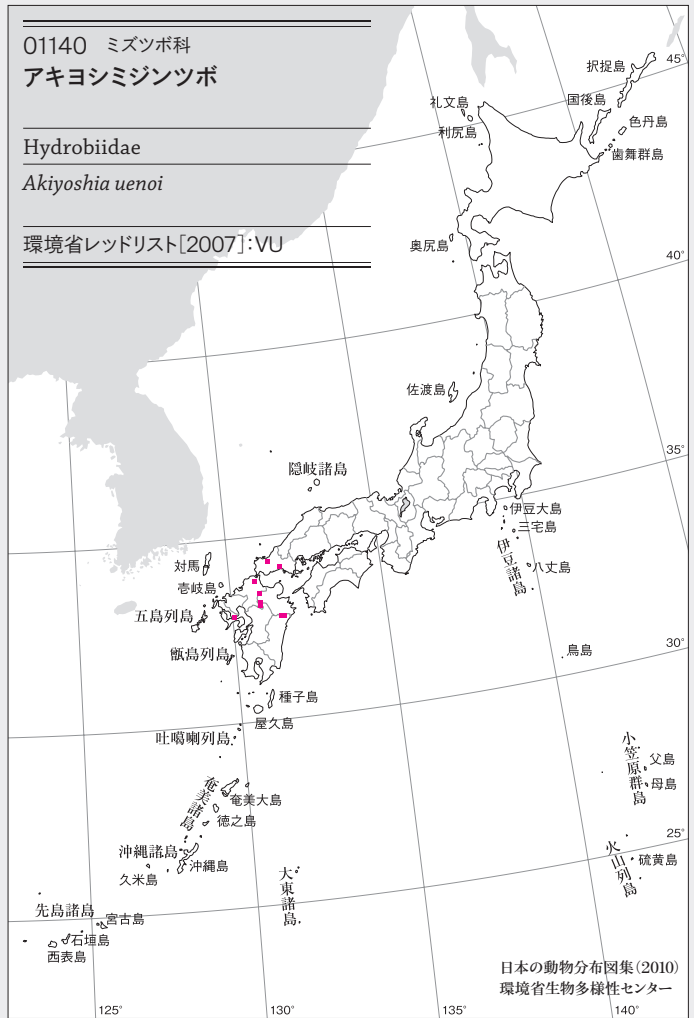 01140 ミズツボ科
アキヨシミジンツボ
Hydrobiidae
Akiyoshia uenoi
環境省レッドリスト[2007]:VU
択捉島
45°
国後島
礼文島
色丹島
利尻島
歯舞群島
奥尻島
40°
佐渡島
35°
隠岐諸島
伊豆大島
三宅島
伊豆諸島
八丈島
対馬
壱岐島
五島列島
甑島列島
鳥島
30°
種子島
屋久島
吐噶喇列島
小笠原群島
父島
母島
奄美諸島
奄美大島
徳之島
25°
沖縄諸島
沖縄島
久米島
火山列島
硫黄島
大東諸島
先島諸島
宮古島
石垣島
西表島
日本の動物分布図集(2010)
環境省生物多様性センター
125°
130°
135°
140°